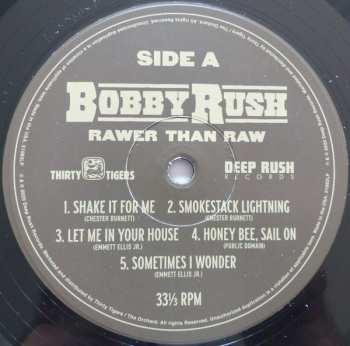 SIDE A
BOBBY RUSH
RAWER THAN RAW
THIRTY TIGERS
DEEP RUSH
RECORDS
1. SHAKE IT FOR ME
(CHESTER BURNETT)
2. SMOKESTACK LIGHTNING
(CHESTER BURNETT)
3. LET ME IN YOUR HOUSE
(EMMETT ELLIS JR.)
4. HONEY BEE, SAIL ON
(PUBLIC DOMAIN)
5. SOMETIMES I WONDER
(EMMETT ELLIS JR.)
33⅓ RPM